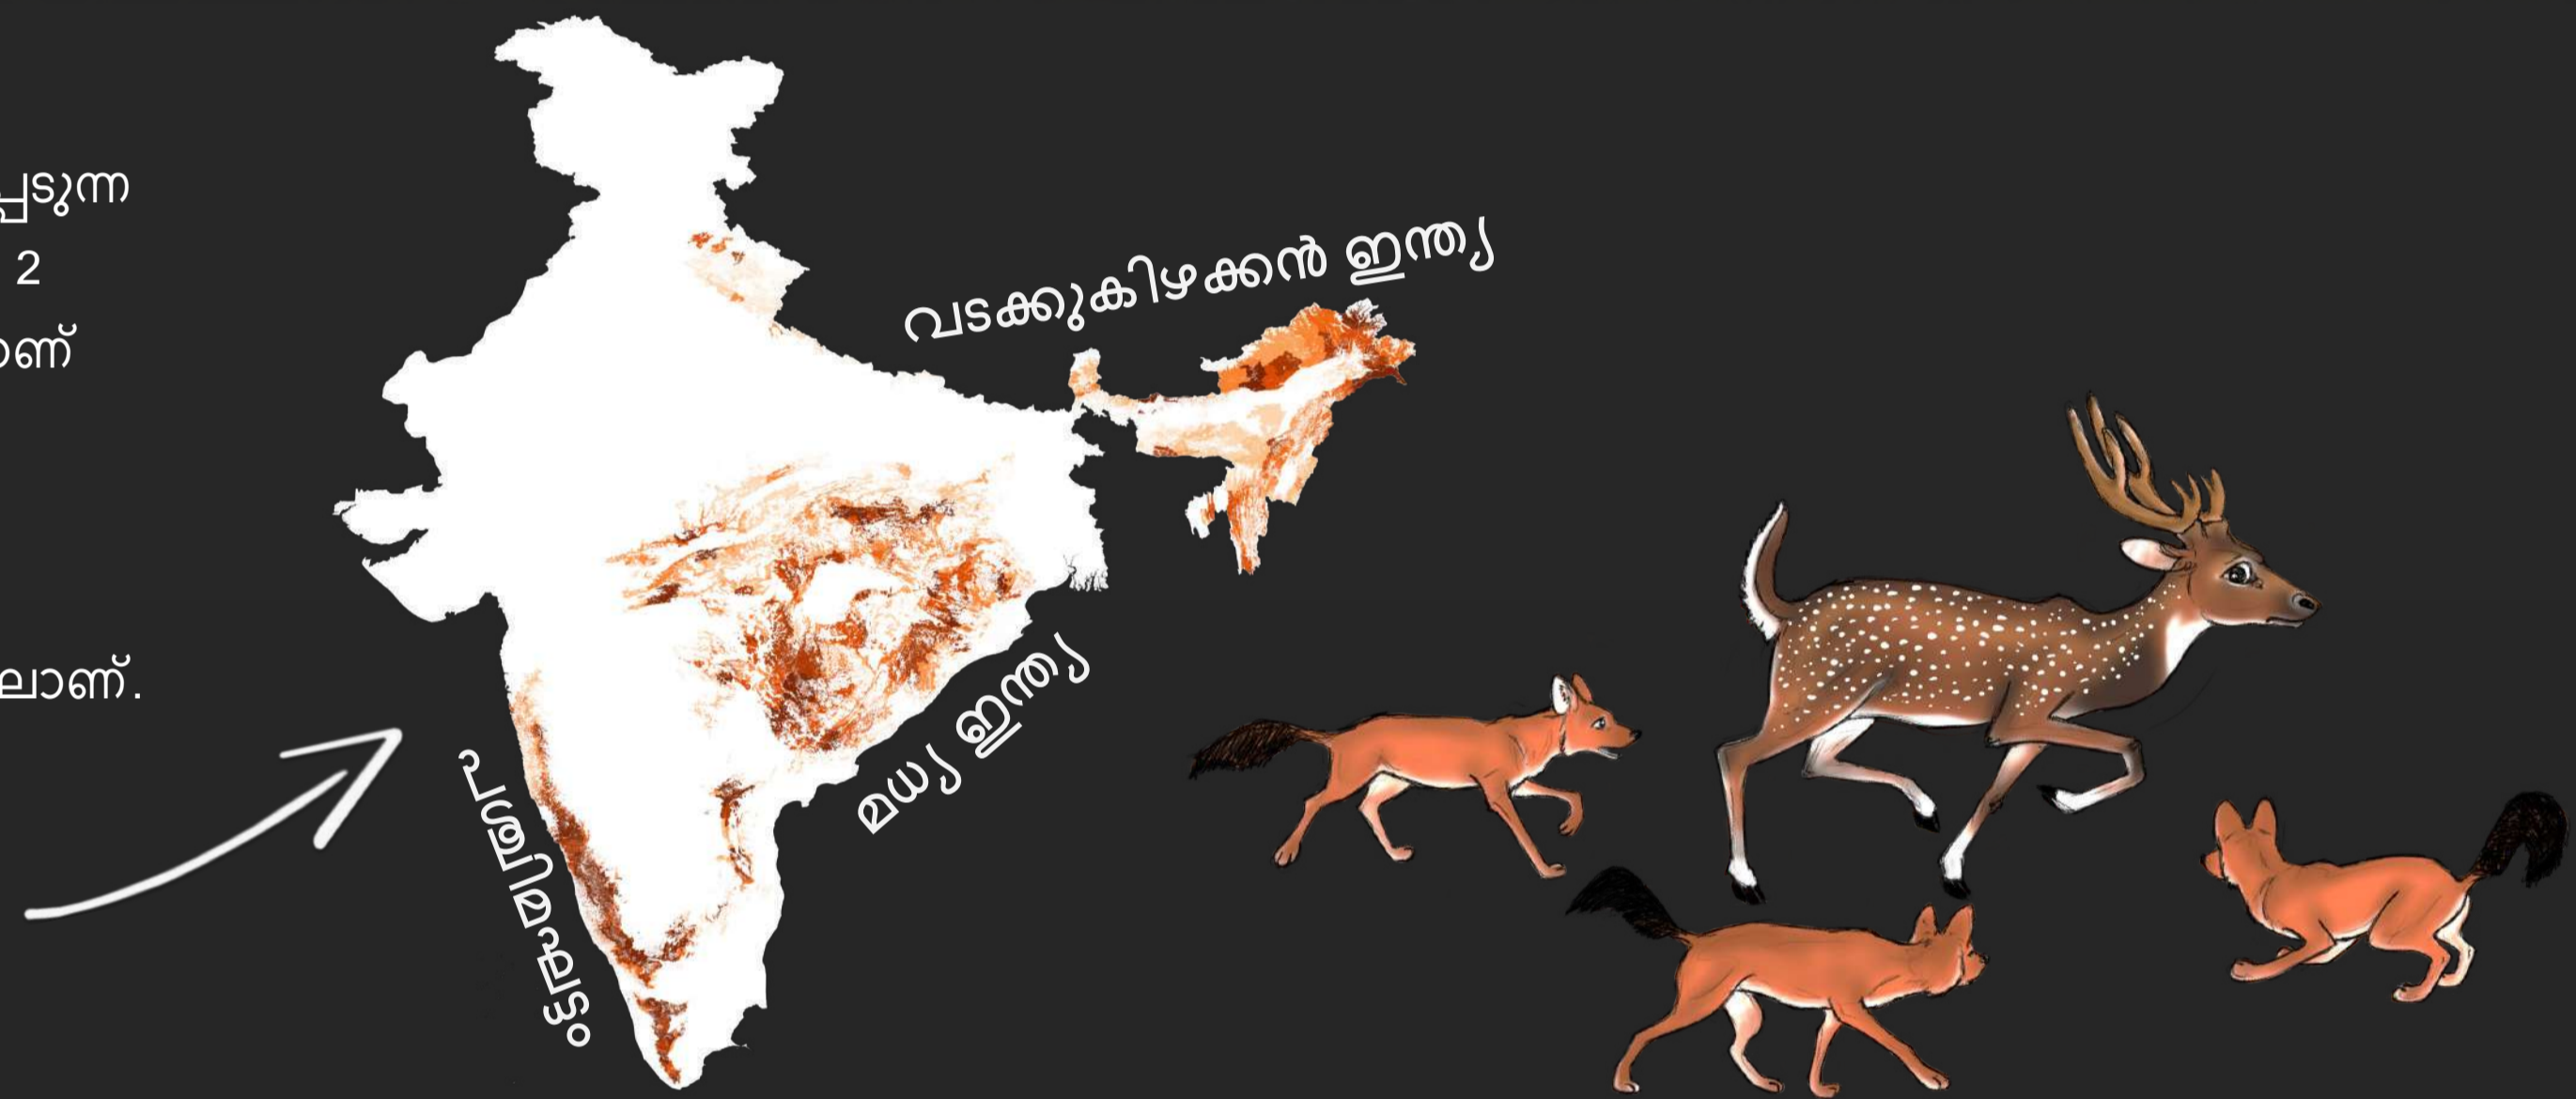 പ്പെടുന്ന
2
ാണ്
ലാണ്.
വടക്കുകിഴക്കൻ ഇന്ത്യ
മധ്യ ഇന്ത്യ
പശ്ചിമഘട്ടം